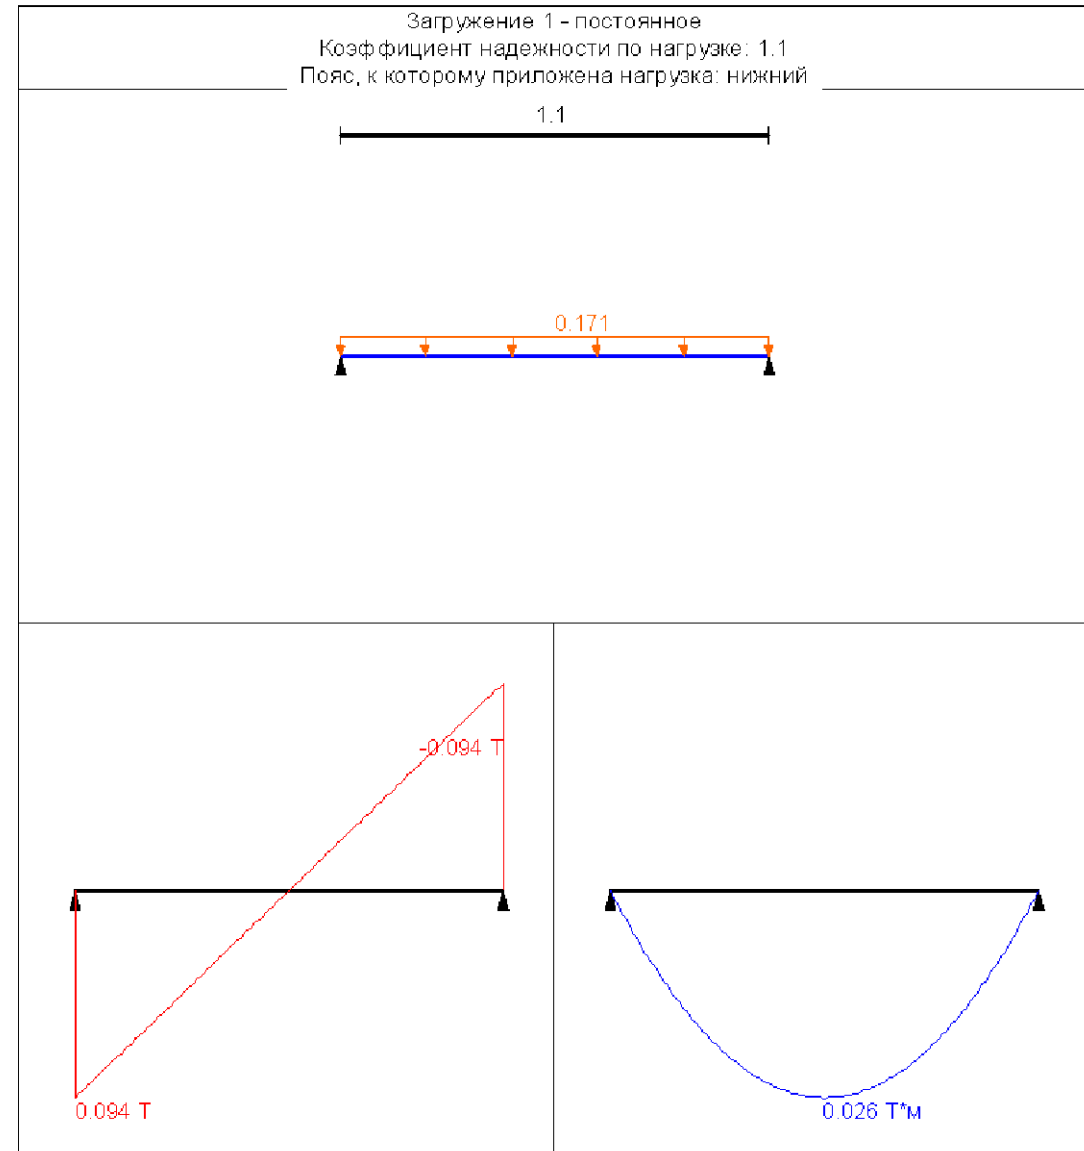 Загружение 1 - постоянное
Коэффициент надежности по нагрузке: 1.1
Пояс, к которому приложена нагрузка: нижний
1.1
0.171
-0.094 Т
0.094 Т
0.026 Т*м